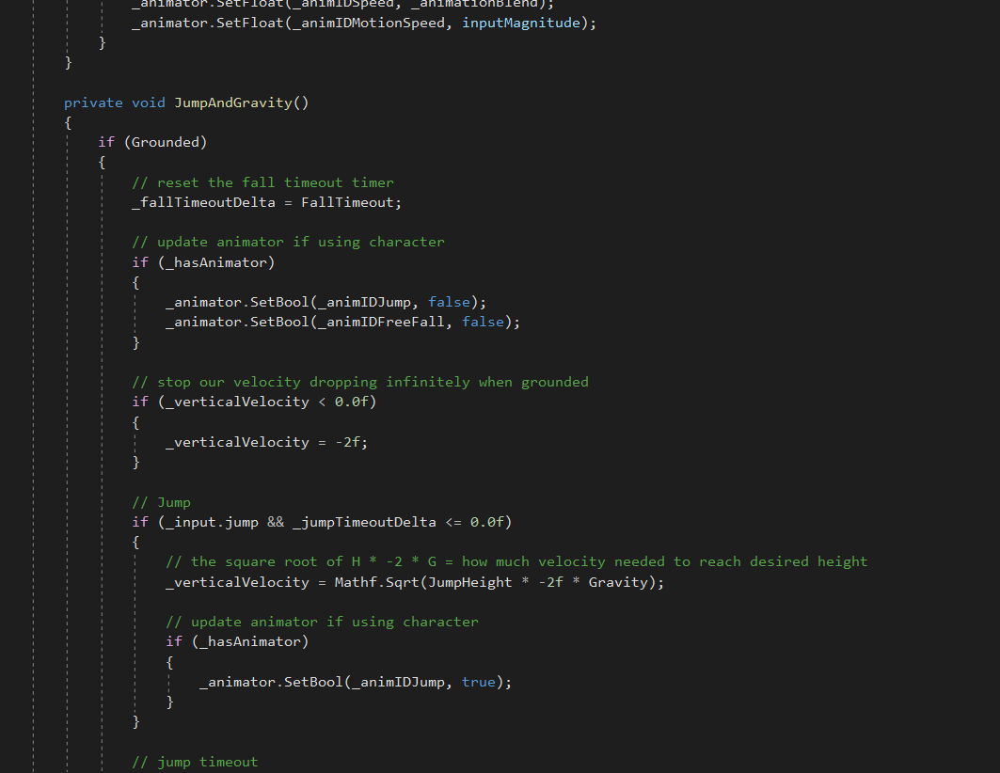 _animator.SetFloat(_animIDSpeed, _animationBlend);
_animator.SetFloat(_animIDMotionSpeed, inputMagnitude);
}
}
private void JumpAndGravity()
{
if (Grounded)
{
// reset the fall timeout timer
_fallTimeoutDelta = FallTimeout;
// update animator if using character
if (_hasAnimator)
{
_animator.SetBool(_animIDJump, false);
_animator.SetBool(_animIDFreeFall, false);
}
// stop our velocity dropping infinitely when grounded
if (_verticalVelocity < 0.0f)
{
_verticalVelocity = -2f;
}
// Jump
if (_input.jump && _jumpTimeoutDelta <= 0.0f)
{
// the square root of H * -2 * G = how much velocity needed to reach desired height
_verticalVelocity = Mathf.Sqrt(JumpHeight * -2f * Gravity);
// update animator if using character
if (_hasAnimator)
{
_animator.SetBool(_animIDJump, true);
}
}
// jump timeout